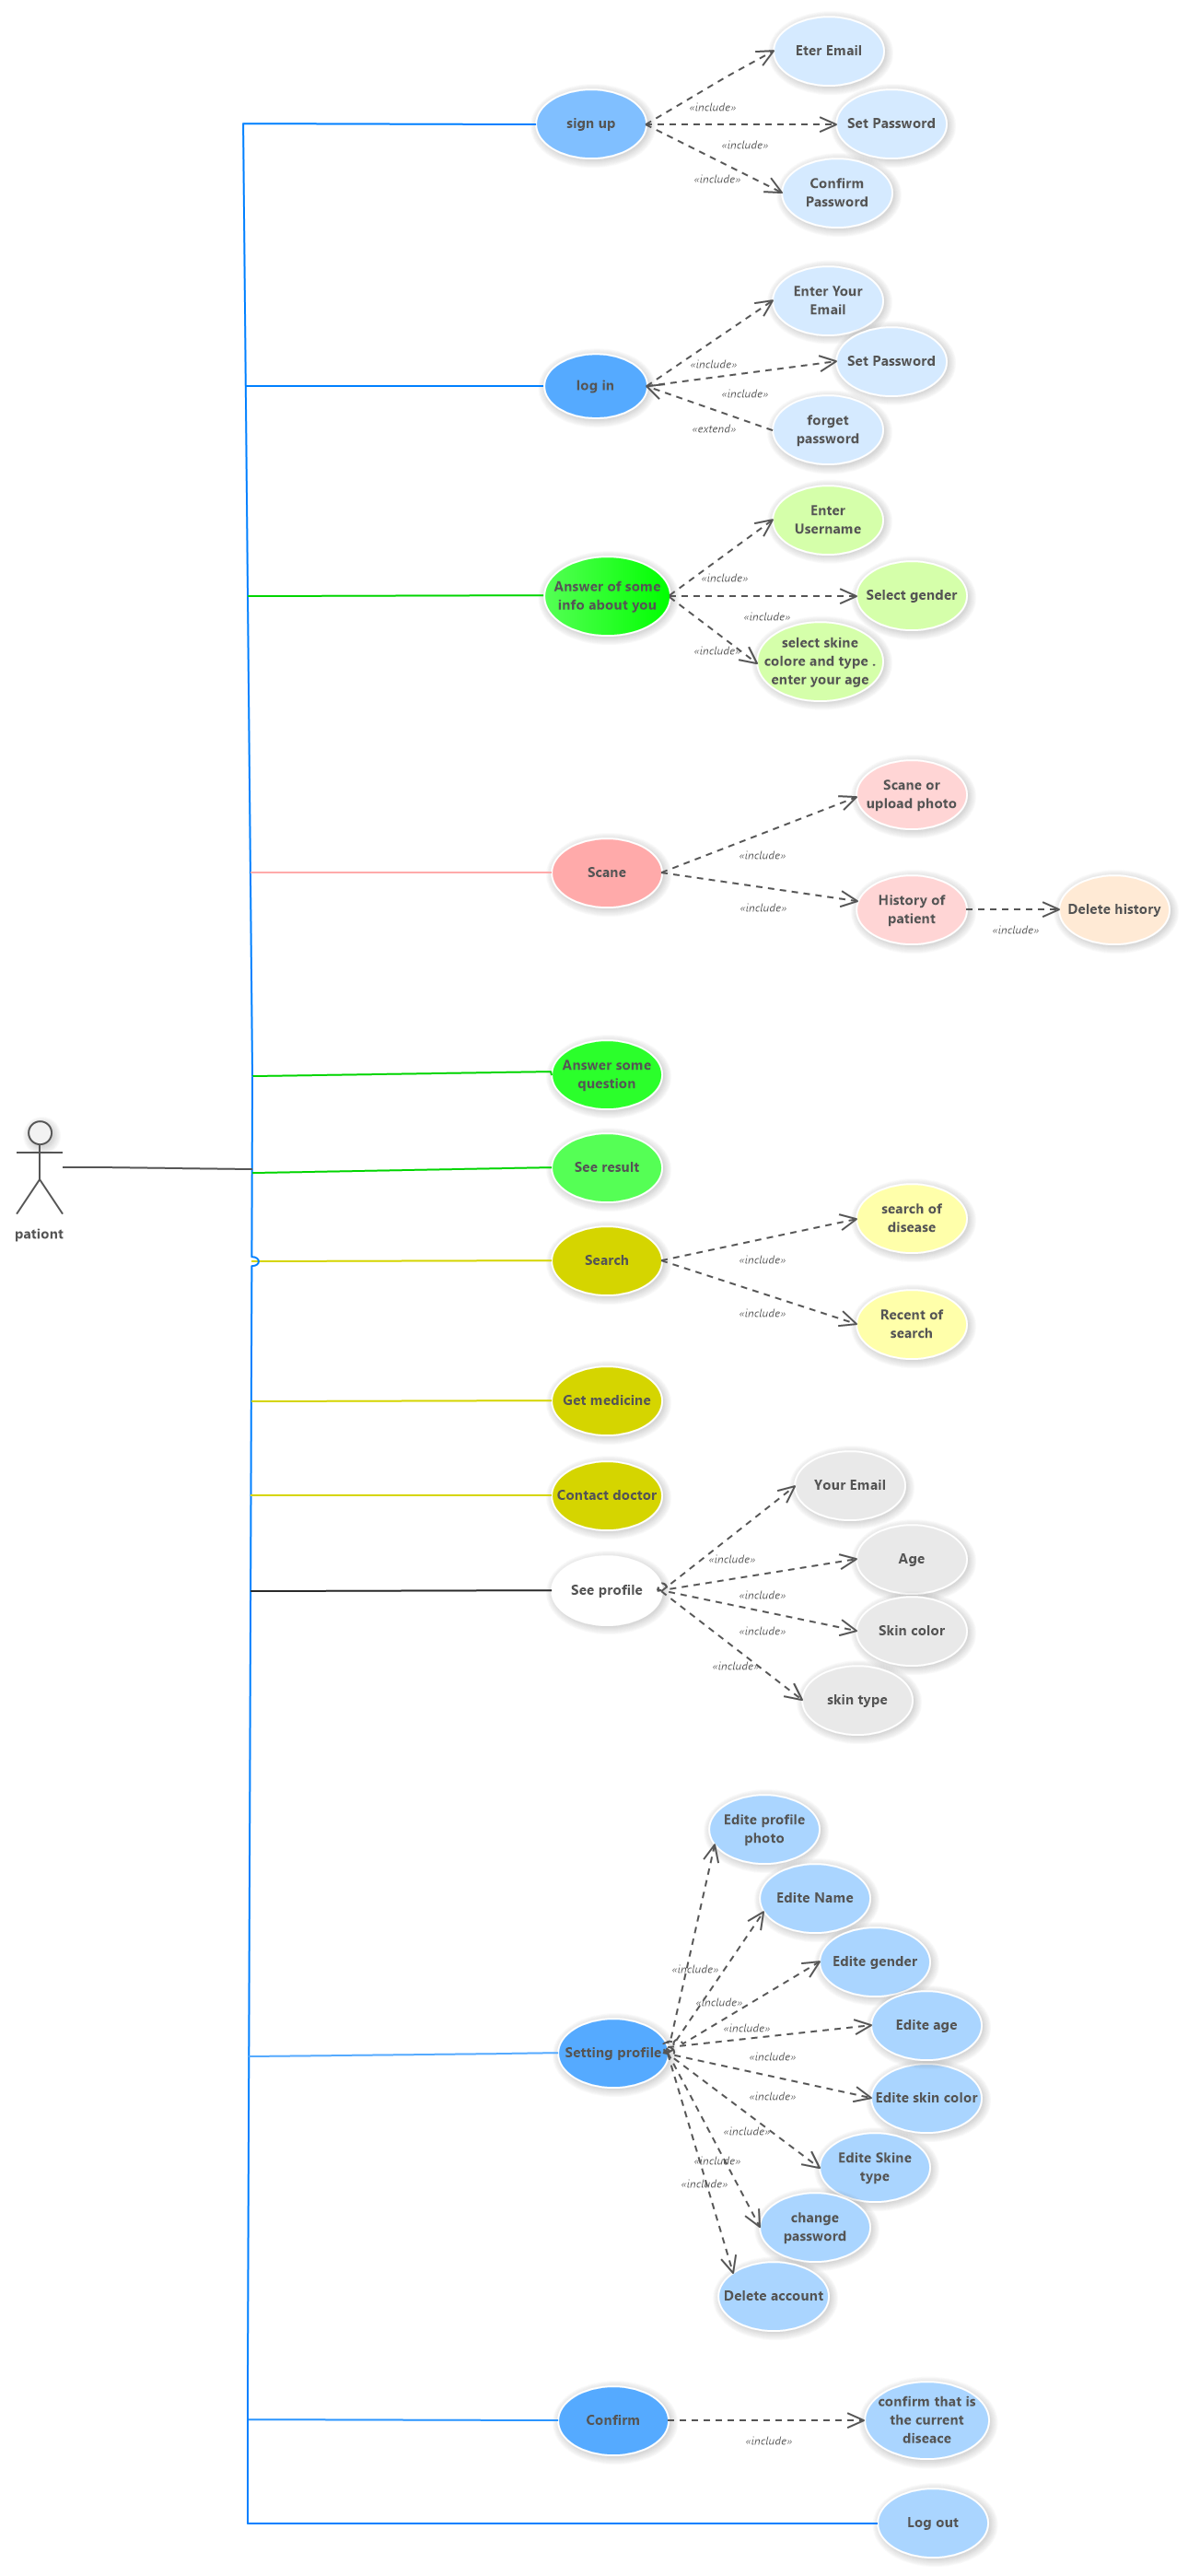 Eter Email
«include»
sign up
Set Password
«include»
«include»
Confirm
Password
Enter Your
Email
«include»
Set Password
log in
«include»
«extend»
forget
password
Enter
Username
«include»
Answer of some
info about you
Select gender
«include»
«include»
select skine
colore and type .
enter your age
Scane or
upload photo
«include»
Scane
«include»
History of
patient
«include»
Delete history
Answer some
question
See result
pationt
search of
disease
Search
«include»
«include»
Recent of
search
Get medicine
Contact doctor
Your Email
«include»
Age
See profile
«include»
«include»
Skin color
«include»
skin type
Edite profile
photo
Edite Name
«include»
Edite gender
«include»
«include»
Edite age
Setting profile
«include»
«include»
Edite skin color
«include»
Edite Skine
type
«include»
«include»
change
password
Delete account
Confirm
«include»
confirm that is
the current
diseace
Log out